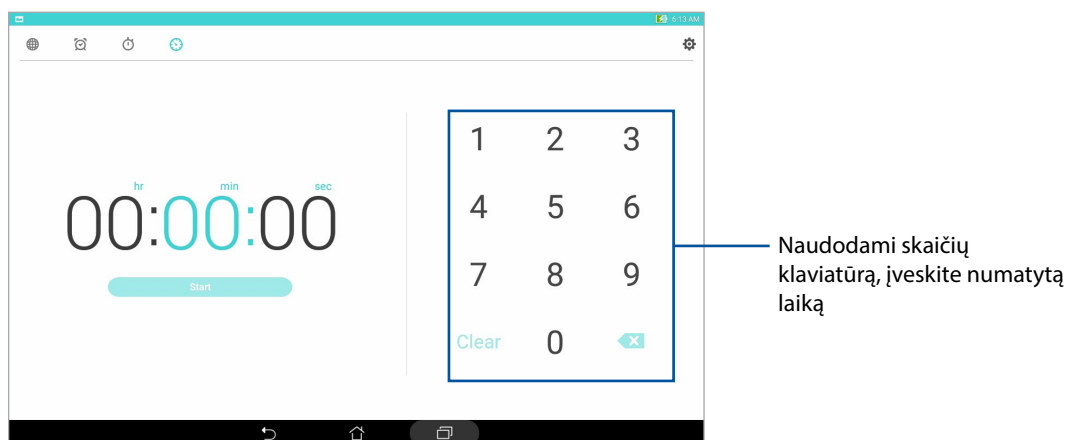 6:13 AM
hr min sec
00:00:00
Start
1 2 3
4 5 6
7 8 9
Clear 0
Naudodami skaičių
klaviatūrą, įveskite numatytą
laiką